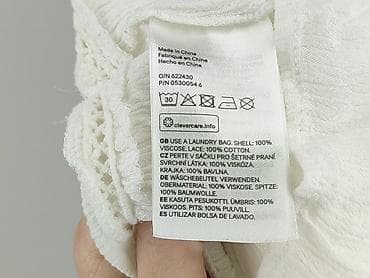 Made in China
Fabriqué en China
Hecho en China
O/N 622430
P/N 0530054 6
30
clevercare.info
GB USE A LAUNDRY BAG. SHELL: 100%
VISCOSE. LACE: 100% COTTON.
CZ PERTE V SÁČKU PRO ŠETRNÉ PRANÍ.
SVRCHNÍ LÁTKA: 100% VISKÓZA.
KRAJKA: 100% BAVLNA.
DE WÄSCHEBEUTEL VERWENDEN.
OBERMATERIAL: 100% VISKOSE. SPITZE:
100% BAUMWOLLE.
EE KASUTA PESUKOTTI. ÜMBRIS: 100%
VISKOOS. PITS: 100% PUUVILL.
ES UTILIZAR BOLSA DE LAVADO.